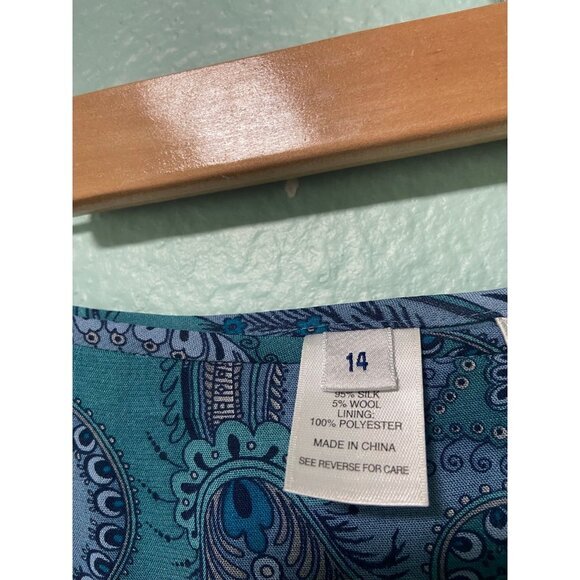 14
95% SILK
5% WOOL
LINING:
100% POLYESTER
MADE IN CHINA
SEE REVERSE FOR CARE